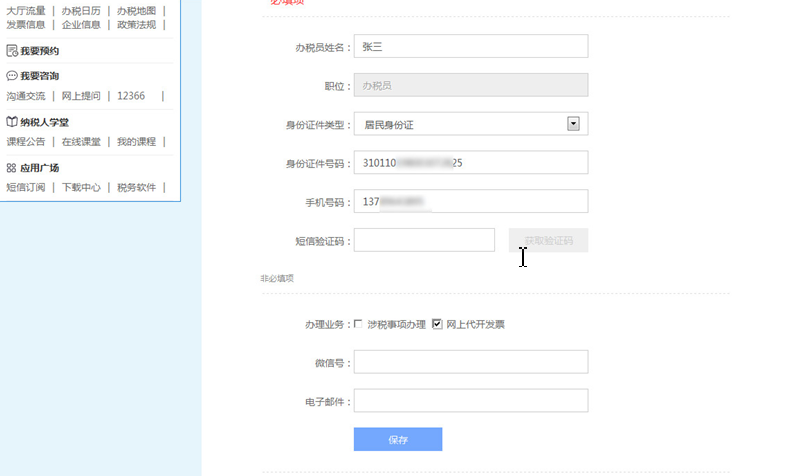 大厅流量 | 办税日历 | 办税地图 |
发票信息 | 企业信息 | 政策法规 |
我要预约
我要咨询
沟通交流 | 网上提问 | 12366 |
纳税人学堂
课程公告 | 在线课堂 | 我的课程 |
应用广场
短信订阅 | 下载中心 | 税务软件 |
必填项
办税员姓名： 张三
职位： 办税员
身份证件类型： 居民身份证
身份证件号码： 310110 25
手机号码： 137
短信验证码： 获取验证码
非必填项
办理业务： 涉税事项办理 网上代开发票
微信号：
电子邮件：
保存